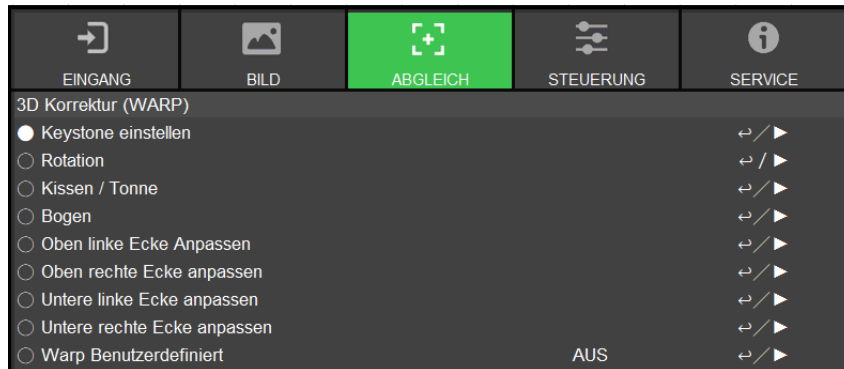 EINGANG BILD ABGLEICH STEUERUNG SERVICE
3D Korrektur (WARP)
Keystone einstellen ↩/▶
Rotation ↩/▶
Kissen / Tonne ↩/▶
Bogen ↩/▶
Oben linke Ecke Anpassen ↩/▶
Oben rechte Ecke anpassen ↩/▶
Untere linke Ecke anpassen ↩/▶
Untere rechte Ecke anpassen ↩/▶
Warp Benutzerdefiniert AUS ↩/▶